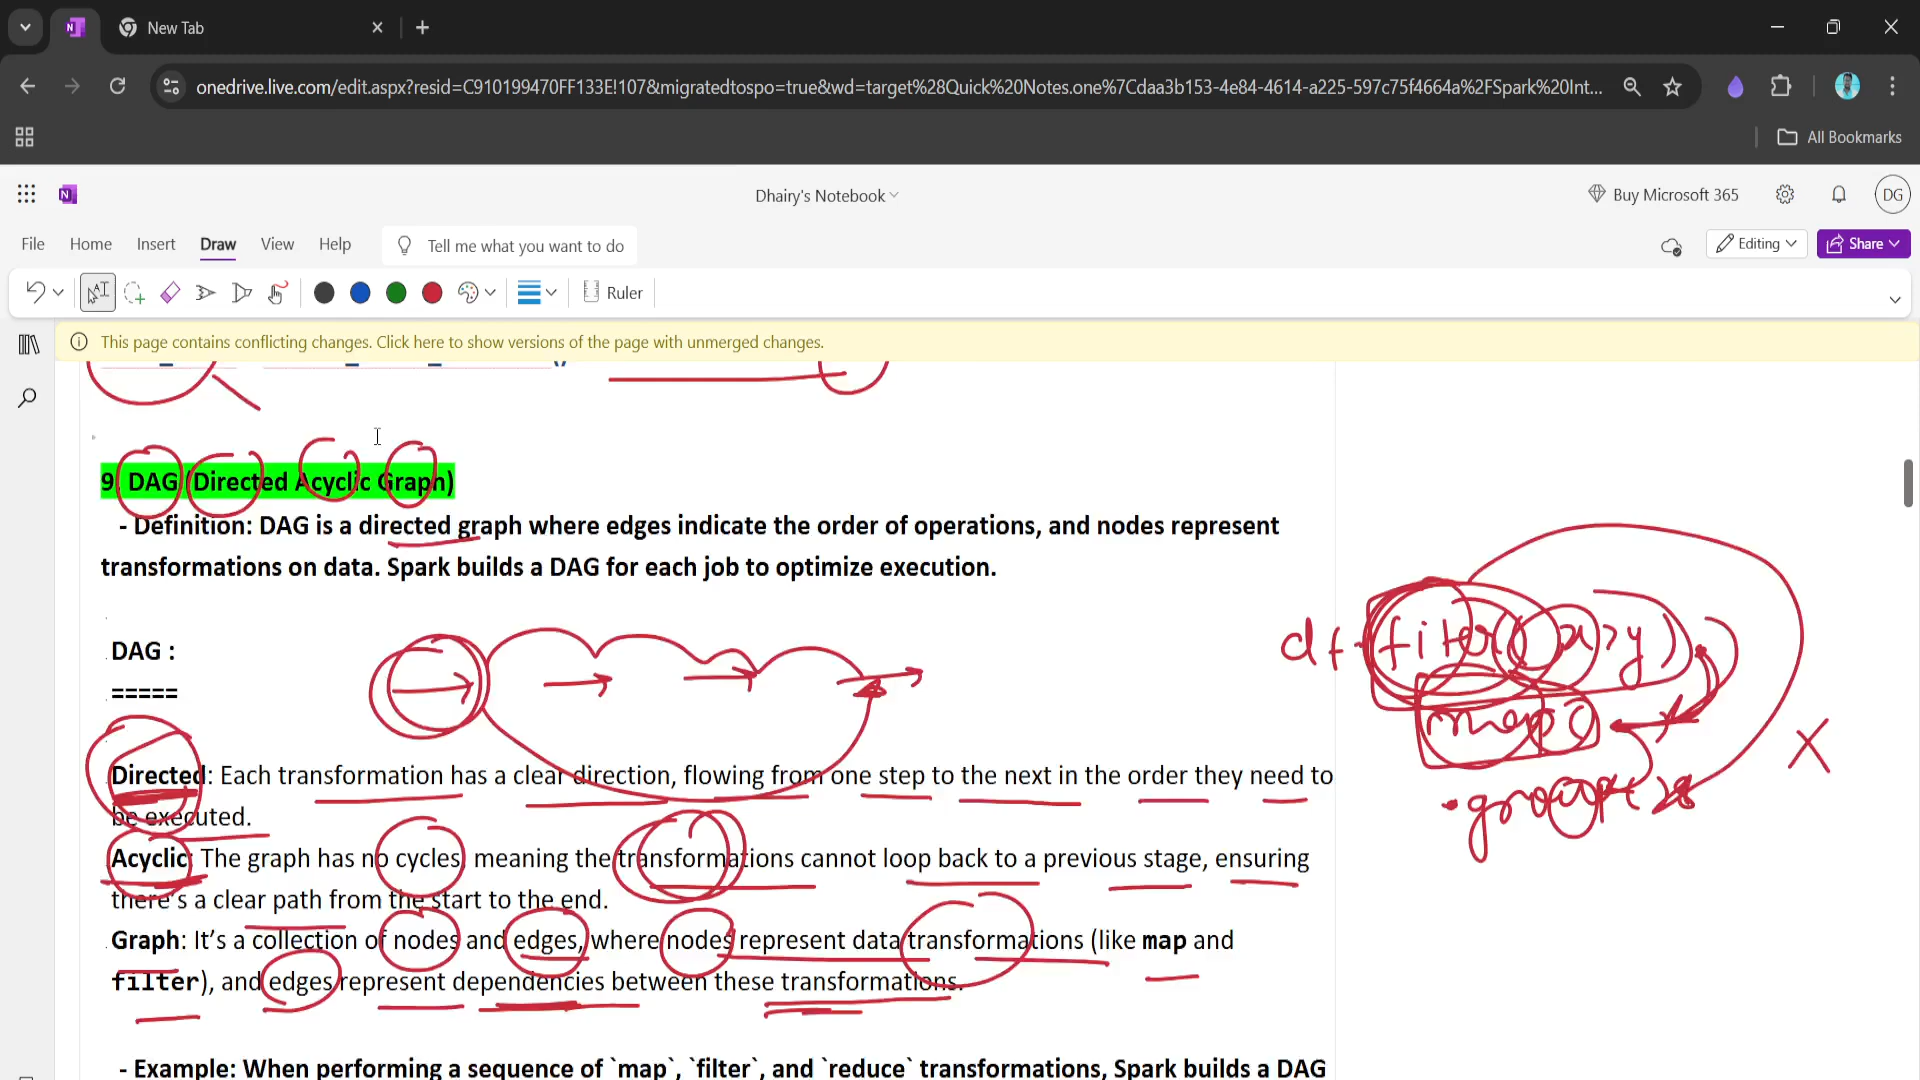 New Tab
onedrive.live.com/edit.aspx?resid=C910199470FF133E!107&migratedtospo=true&wd=target%28Quick%20Notes.one%7Cdaa3b153-4e84-4614-a225-597c75f4664a%2FSpark%20Int...
All Bookmarks
Dhairy's Notebook
Buy Microsoft 365
DG
File Home Insert Draw View Help Tell me what you want to do
Editing
Share
Ruler
This page contains conflicting changes. Click here to show versions of the page with unmerged changes.
9. DAG (Directed Acyclic Graph)
- Definition: DAG is a directed graph where edges indicate the order of operations, and nodes represent
transformations on data. Spark builds a DAG for each job to optimize execution.
DAG :
=====
Directed: Each transformation has a clear direction, flowing from one step to the next in the order they need to
be executed.
Acyclic: The graph has no cycles, meaning the transformations cannot loop back to a previous stage, ensuring
there's a clear path from the start to the end.
Graph: It's a collection of nodes and edges, where nodes represent data transformations (like map and
filter), and edges represent dependencies between these transformations.
- Example: When performing a sequence of `map`, `filter`, and `reduce` transformations, Spark builds a DAG